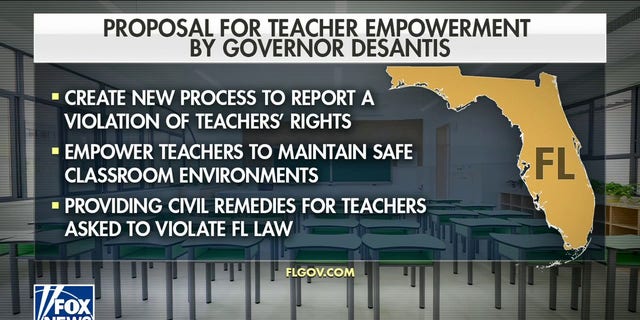 PROPOSAL FOR TEACHER EMPOWERMENT
BY GOVERNOR DESANTIS
▪ CREATE NEW PROCESS TO REPORT A
VIOLATION OF TEACHERS' RIGHTS
▪ EMPOWER TEACHERS TO MAINTAIN SAFE
CLASSROOM ENVIRONMENTS
▪ PROVIDING CIVIL REMEDIES FOR TEACHERS
ASKED TO VIOLATE FL LAW
FL
FLGOV.COM
FOX
NEWS